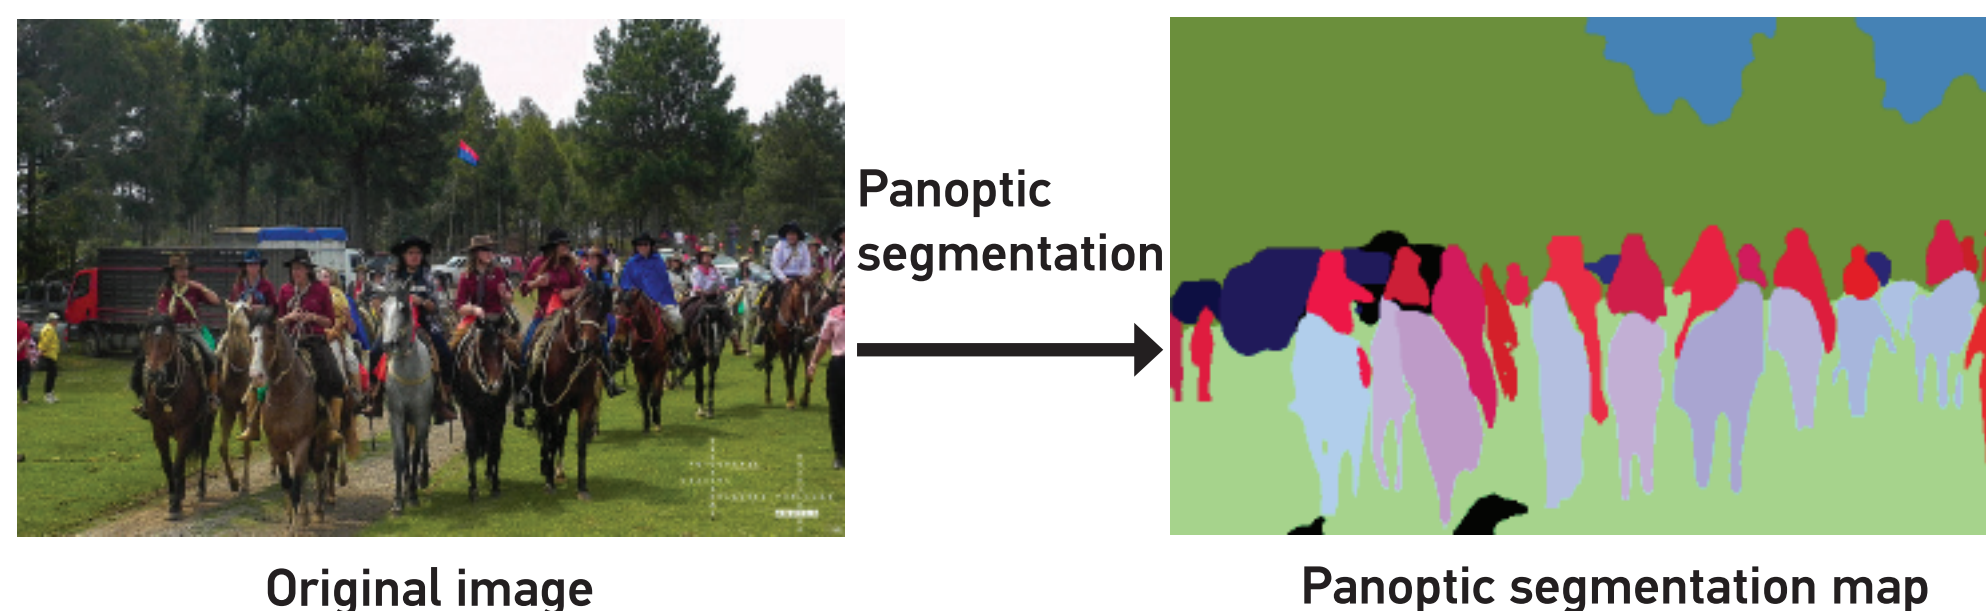 Panoptic
segmentation
Original image
Panoptic segmentation map